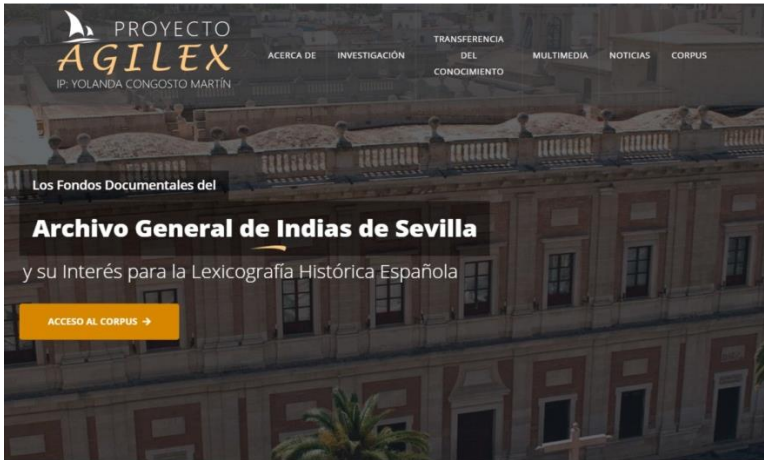 PROYECTO
AGILEX
IP: YOLANDA CONGOSTO MARTÍN
ACERCA DE
INVESTIGACIÓN
TRANSFERENCIA
DEL
CONOCIMIENTO
MULTIMEDIA
NOTICIAS
CORPUS
Los Fondos Documentales del
Archivo General de Indias de Sevilla
y su Interés para la Lexicografía Histórica Española
ACCESO AL CORPUS →